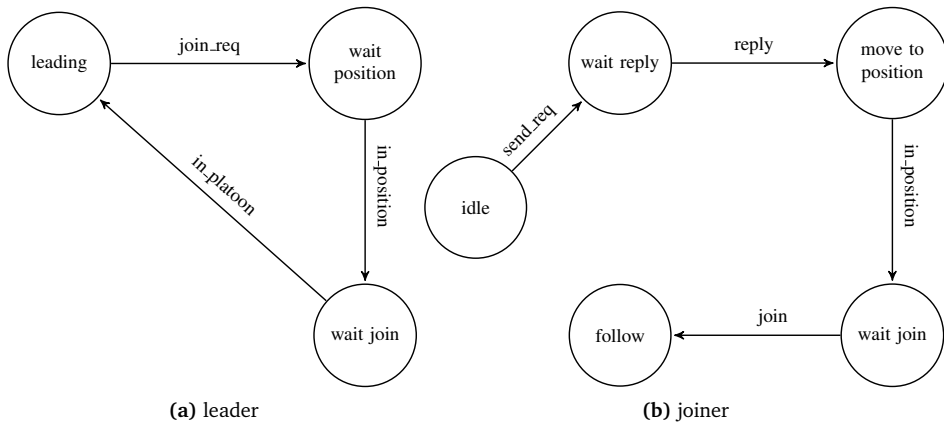 leading
join_req
wait
position
in_position
wait join
in_platoon
(a) leader
idle
send_req
wait reply
reply
move to
position
in_position
wait join
join
follow
(b) joiner